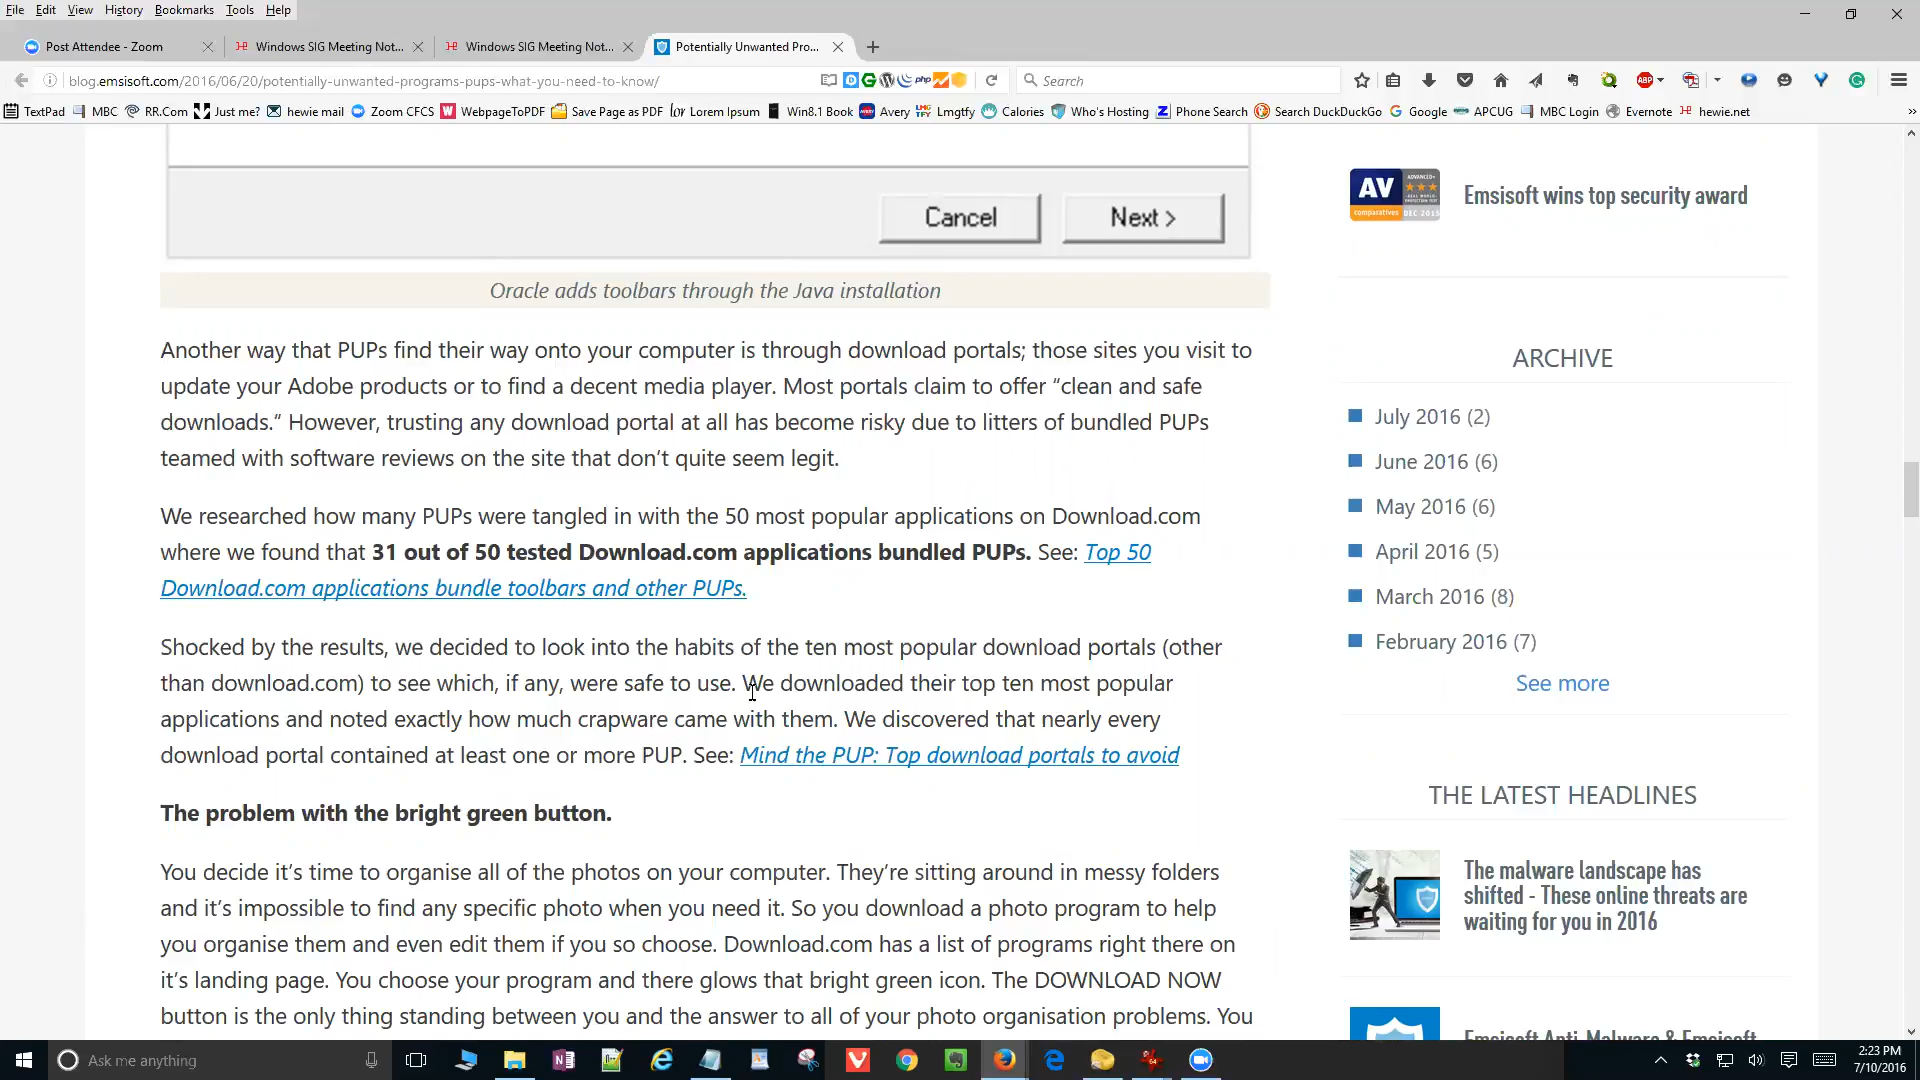 File Edit View History Bookmarks Tools Help
Post Attendee - Zoom
Windows SIG Meeting Not...
Windows SIG Meeting Not...
Potentially Unwanted Pro...
blog.emsisoft.com/2016/06/20/potentially-unwanted-programs-pups-what-you-need-to-know/
Search
TextPad MBC RR.Com Just me? hewie mail Zoom CFCS WebpageToPDF Save Page as PDF Lorem Ipsum Win8.1 Book Avery Lmgtfy Calories Who's Hosting Phone Search Search DuckDuckGo Google APCUG MBC Login Evernote hewie.net
Cancel
Next >
Oracle adds toolbars through the Java installation
Another way that PUPs find their way onto your computer is through download portals; those sites you visit to
update your Adobe products or to find a decent media player. Most portals claim to offer “clean and safe
downloads.“ However, trusting any download portal at all has become risky due to litters of bundled PUPs
teamed with software reviews on the site that don’t quite seem legit.
We researched how many PUPs were tangled in with the 50 most popular applications on Download.com
where we found that 31 out of 50 tested Download.com applications bundled PUPs. See: Top 50
Download.com applications bundle toolbars and other PUPs.
Shocked by the results, we decided to look into the habits of the ten most popular download portals (other
than download.com) to see which, if any, were safe to use. We downloaded their top ten most popular
applications and noted exactly how much crapware came with them. We discovered that nearly every
download portal contained at least one or more PUP. See: Mind the PUP: Top download portals to avoid
The problem with the bright green button.
You decide it’s time to organise all of the photos on your computer. They’re sitting around in messy folders
and it’s impossible to find any specific photo when you need it. So you download a photo program to help
you organise them and even edit them if you so choose. Download.com has a list of programs right there on
it’s landing page. You choose your program and there glows that bright green icon. The DOWNLOAD NOW
button is the only thing standing between you and the answer to all of your photo organisation problems. You
AV
comparatives
ADVANCED+
DEC 2015
Emsisoft wins top security award
ARCHIVE
July 2016 (2)
June 2016 (6)
May 2016 (6)
April 2016 (5)
March 2016 (8)
February 2016 (7)
See more
THE LATEST HEADLINES
The malware landscape has
shifted - These online threats are
waiting for you in 2016
Emsisoft Anti-Malware & Emsisoft
Ask me anything
2:23 PM
7/10/2016